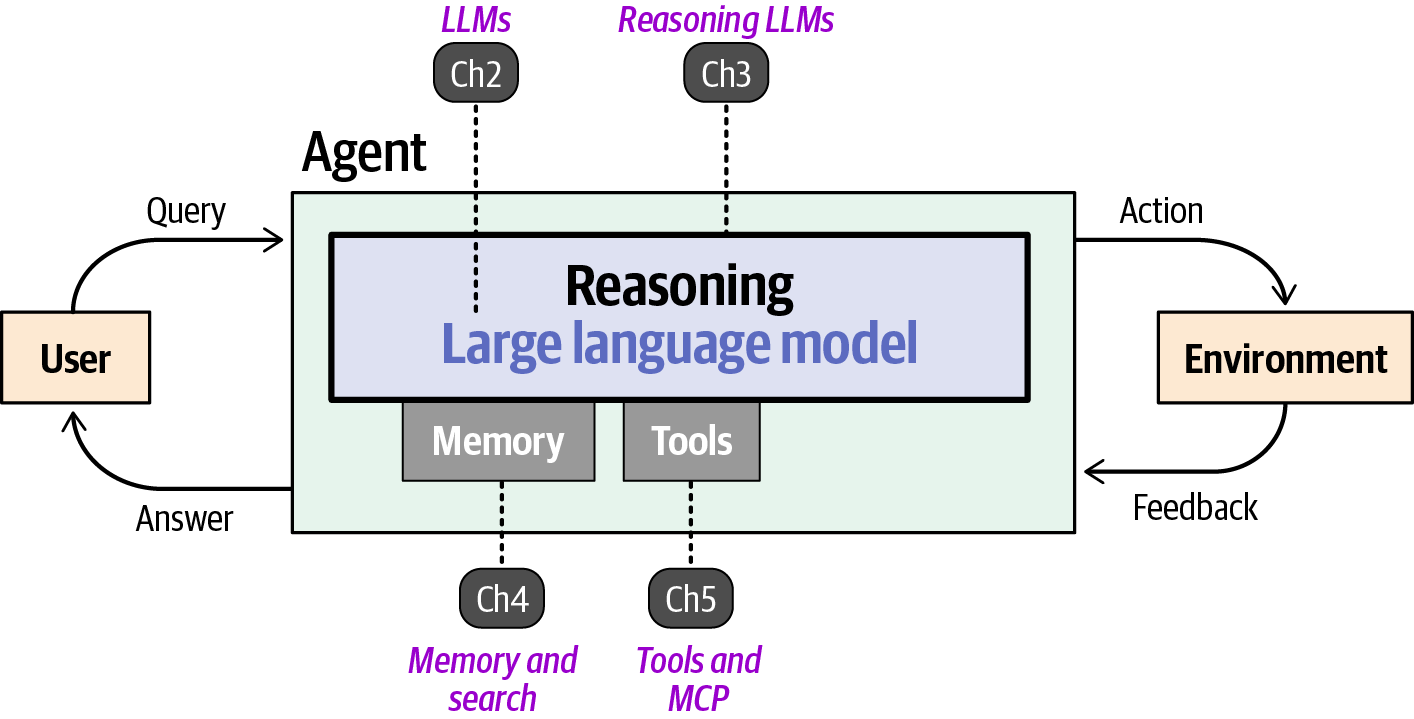 LLMs
Reasoning LLMs
Ch2
Ch3
Agent
Query
Action
Reasoning
Large language model
User
Environment
Memory
Tools
Answer
Feedback
Ch4
Ch5
Memory and
search
Tools and
MCP